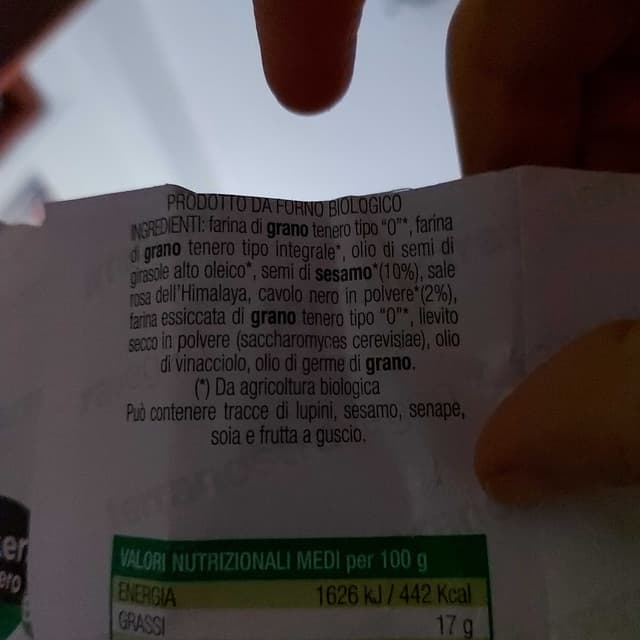 PRODOTTO DA FORNO BIOLOGICO
INGREDIENTI: farina di grano tenero tipo "0"*, farina
di grano tenero tipo Integrale*, olio di semi di
girasole alto oleico*, semi di sesamo*(10%), sale
rosa dell'Himalaya, cavolo nero in polvere*(2%),
farina essiccata di grano tenero tipo "0"*, lievito
secco in polvere (saccharomyces cerevisiae), olio
di vinacciolo, olio di germe di grano.
(*) Da agricoltura biologica
Può contenere tracce di lupini, sesamo, senape,
soia e frutta a guscio.
VALORI NUTRIZIONALI MEDI per 100 g
ENERGIA 1626 kJ / 442 Kcal
GRASSI 17 g